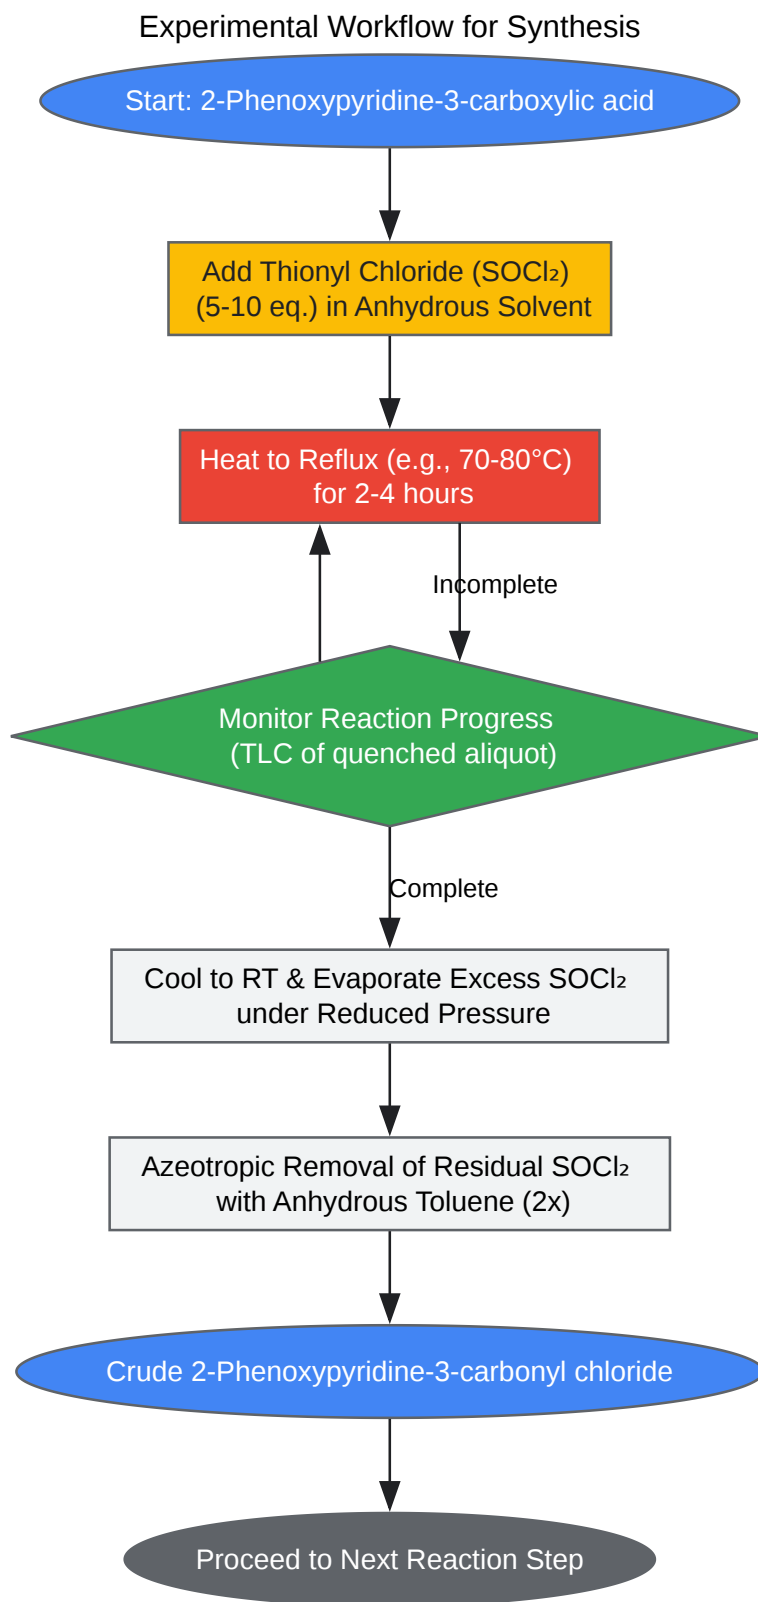 Experimental Workflow for Synthesis
Start: 2-Phenoxypyridine-3-carboxylic acid
Add Thionyl Chloride (SOCl₂)
(5-10 eq.) in Anhydrous Solvent
Heat to Reflux (e.g., 70-80°C)
for 2-4 hours
Incomplete
Monitor Reaction Progress
(TLC of quenched aliquot)
Complete
Cool to RT & Evaporate Excess SOCl₂
under Reduced Pressure
Azeotropic Removal of Residual SOCl₂
with Anhydrous Toluene (2x)
Crude 2-Phenoxypyridine-3-carbonyl chloride
Proceed to Next Reaction Step